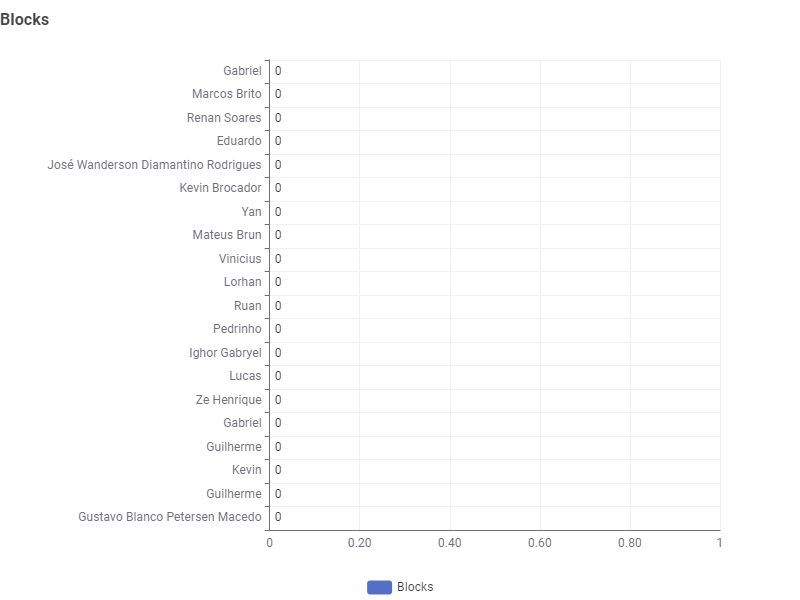 Blocks
Gabriel 0
Marcos Brito 0
Renan Soares 0
Eduardo 0
José Wanderson Diamantino Rodrigues 0
Kevin Brocador 0
Yan 0
Mateus Brun 0
Vinicius 0
Lorhan 0
Ruan 0
Pedrinho 0
Ighor Gabryel 0
Lucas 0
Ze Henrique 0
Gabriel 0
Guilherme 0
Kevin 0
Guilherme 0
Gustavo Blanco Petersen Macedo 0
0 0.20 0.40 0.60 0.80 1
Blocks